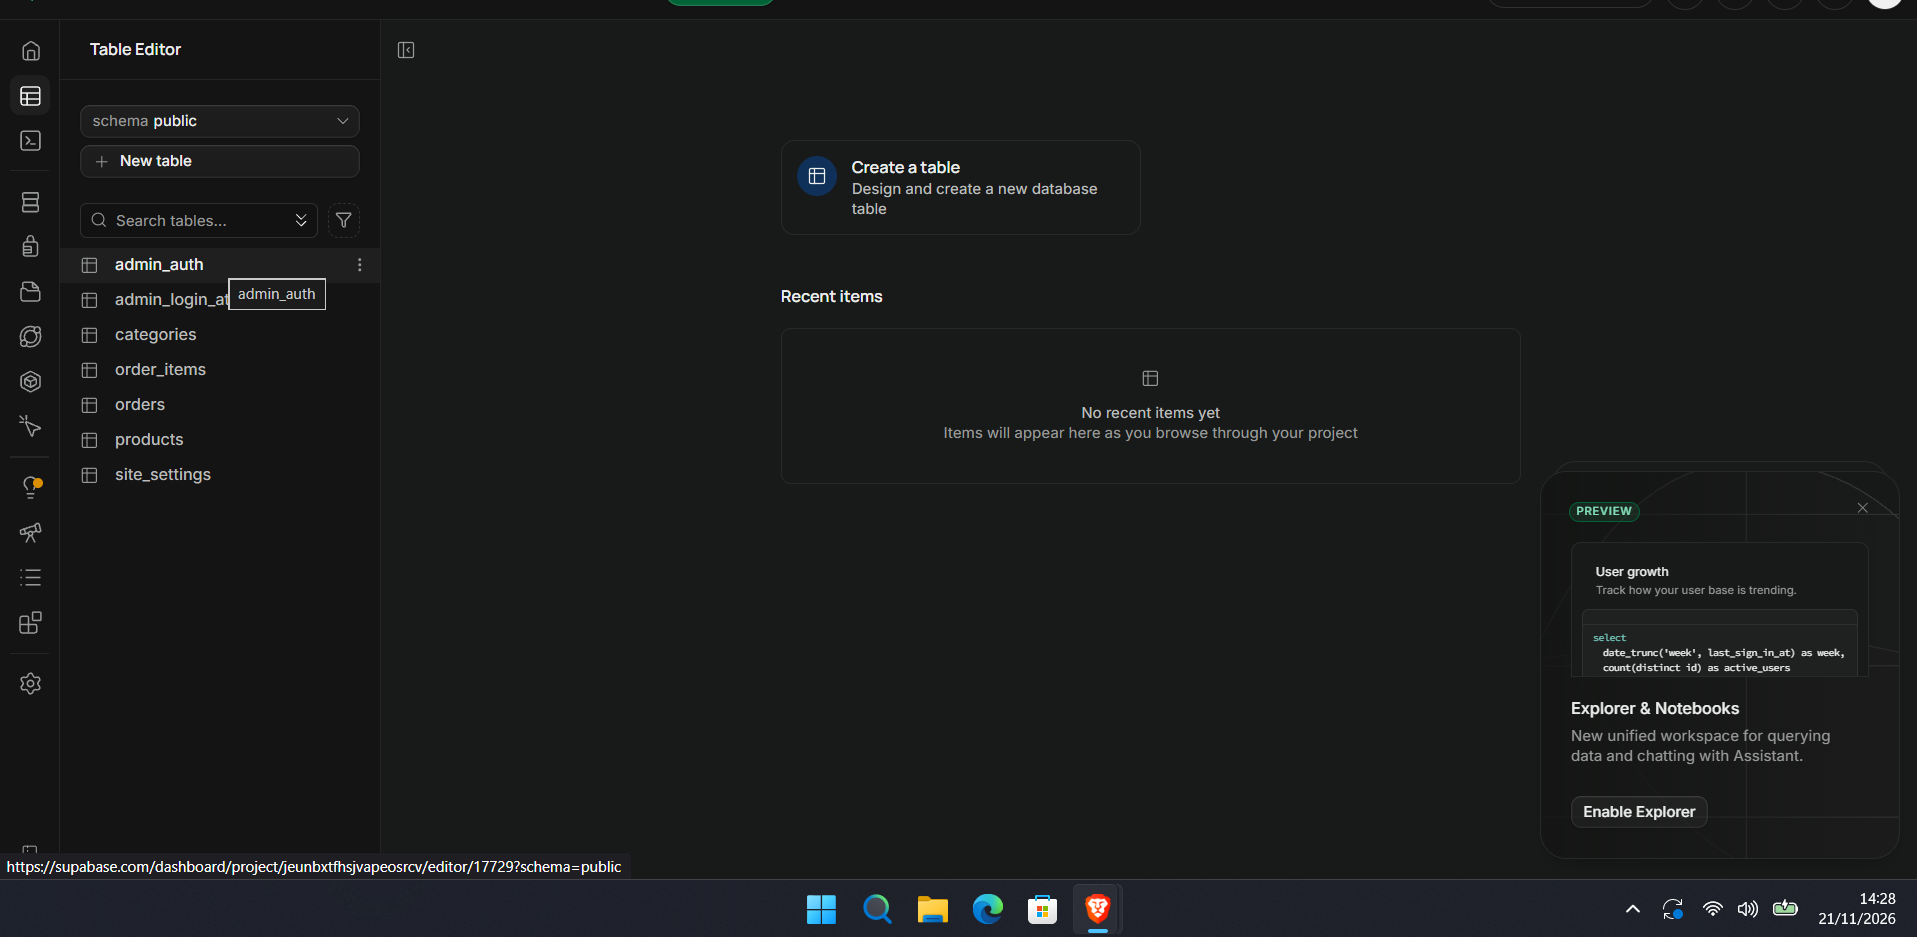 Table Editor
schema public
New table
Search tables...
admin_auth
admin_login_at
admin_auth
categories
order_items
orders
products
site_settings
Create a table
Design and create a new database
table
Recent items
No recent items yet
Items will appear here as you browse through your project
PREVIEW
User growth
Track how your user base is trending.
select
date_trunc('week', last_sign_in_at) as week,
count(distinct id) as active_users
Explorer & Notebooks
New unified workspace for querying
data and chatting with Assistant.
Enable Explorer
https://supabase.com/dashboard/project/jeunbxtfhsjvapeosrcv/editor/17729?schema=public
14:28
21/11/2026